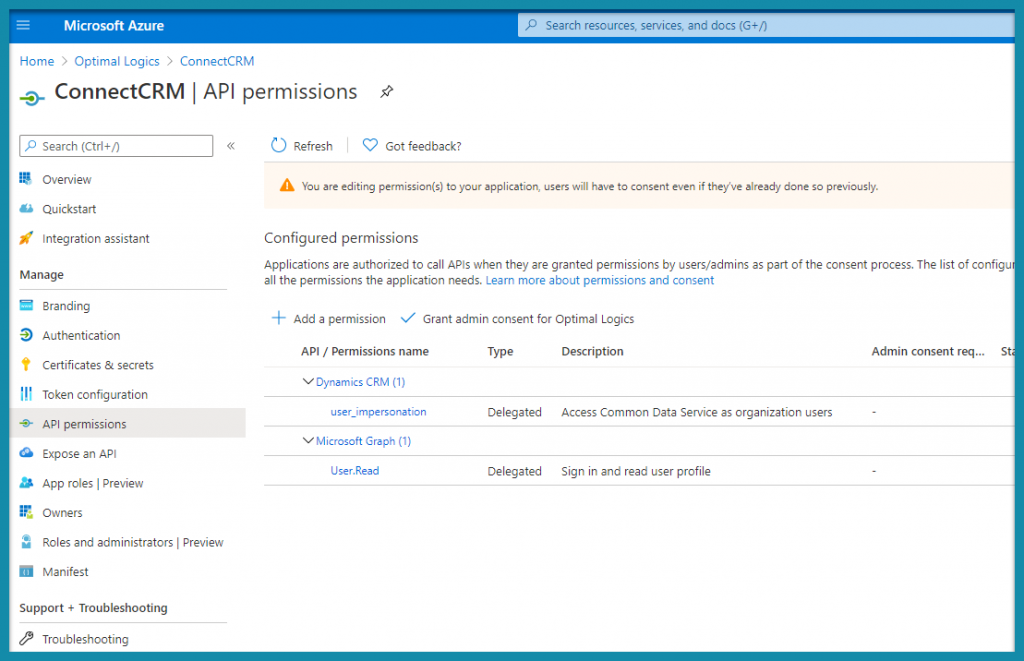 Microsoft Azure
Search resources, services, and docs (G+/)
Home > Optimal Logics > ConnectCRM
ConnectCRM | API permissions
Search (Ctrl+/)
«
Overview
Quickstart
Integration assistant
Manage
Branding
Authentication
Certificates & secrets
Token configuration
API permissions
Expose an API
App roles | Preview
Owners
Roles and administrators | Preview
Manifest
Support + Troubleshooting
Troubleshooting
Refresh
Got feedback?
You are editing permission(s) to your application, users will have to consent even if they've already done so previously.
Configured permissions
Applications are authorized to call APIs when they are granted permissions by users/admins as part of the consent process. The list of configu
all the permissions the application needs. Learn more about permissions and consent
Add a permission Grant admin consent for Optimal Logics
API / Permissions name Type Description Admin consent req... Sta
Dynamics CRM (1)
user_impersonation Delegated Access Common Data Service as organization users -
Microsoft Graph (1)
User.Read Delegated Sign in and read user profile -